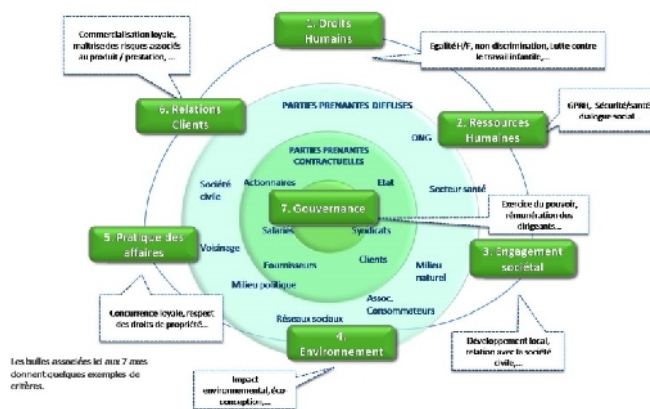 1. Droits
Humains
Commercialisation loyale,
maîtrise des risques associés
au produit / prestation, ...
Egalité H/F, non discrimination, Lutte contre
le travail infantile,...
6. Relations
Clients
PARTIES PRENANTES DIFFUSES
ONG
2. Ressources
Humaines
GPNH, Sécurité/santé
dialogue social
PARTIES PRENANTES
CONTRACTUELLES
Société
civile
Actionnaires
Etat
Secteur santé
7. Gouvernance
Exercice du pouvoir,
rémunération des
dirigeants...
5. Pratique des
affaires
Voisinage
Salariés
Syndicats
3. Engagement
sociétal
Fournisseurs
Clients
Milieu
naturel
Milieu politique
Assoc.
Consommateurs
Concurrence loyale, respect
des droits de propriété...
Réseaux sociaux
4.
Environnement
Développement local,
relation avec la société
civile,...
Les bulles associées ici aux 7 axes
donnent quelques exemples de
critères.
Impact
environnemental, éco-
conception,...